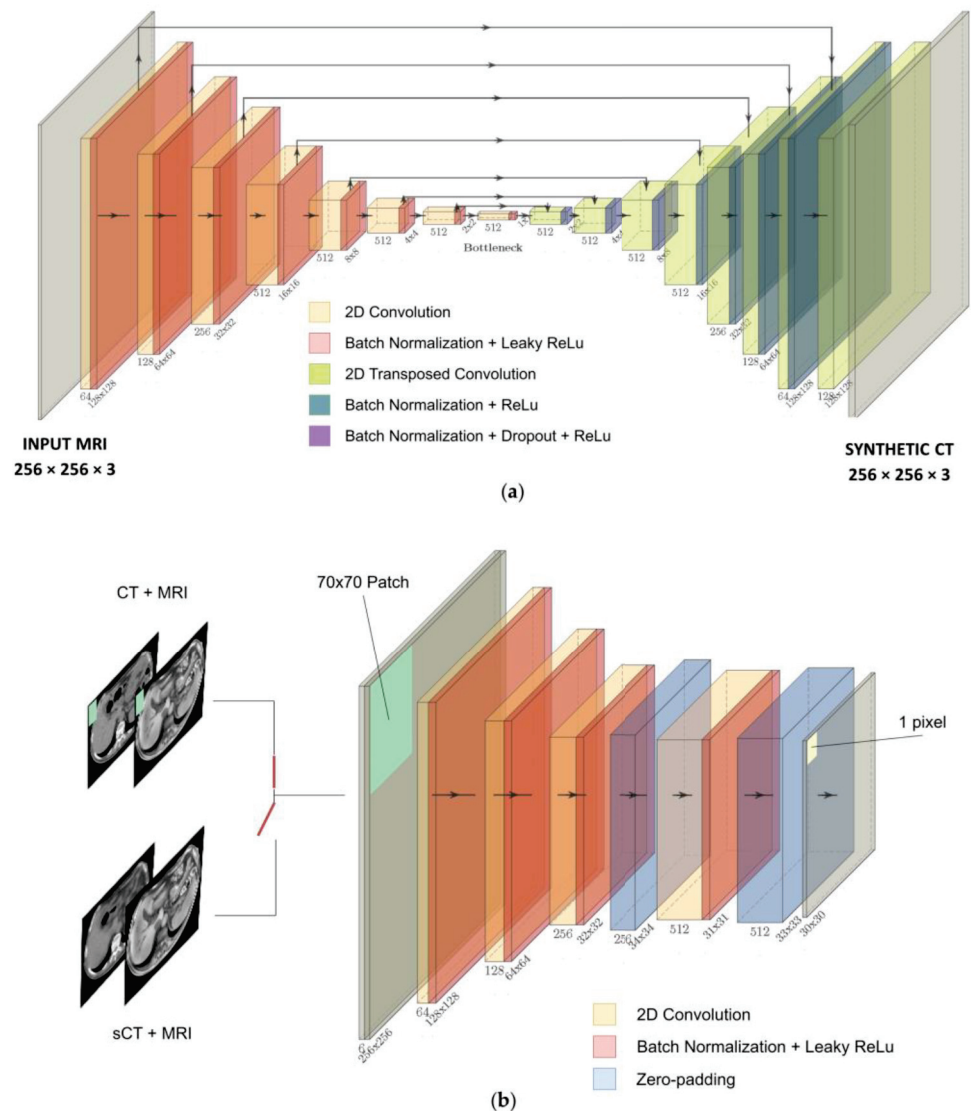 512
4x4
512
2x2
512
1x1
512
2x2
512
4x4
512
8x8
Bottleneck
512
8x8
512
16x16
512
16x16
256
32x32
256
32x32
128
64x64
128
64x64
64
128x128
64
128x128
128
128x128
2D Convolution
Batch Normalization + Leaky ReLu
2D Transposed Convolution
Batch Normalization + ReLu
Batch Normalization + Dropout + ReLu
INPUT MRI
256 × 256 × 3
SYNTHETIC CT
256 × 256 × 3
(a)
70x70 Patch
CT + MRI
1 pixel
sCT + MRI
6
256x256
64
128x128
128
64x64
256
32x32
256
34x34
512
31x31
512
33x33
30x30
2D Convolution
Batch Normalization + Leaky ReLu
Zero-padding
(b)